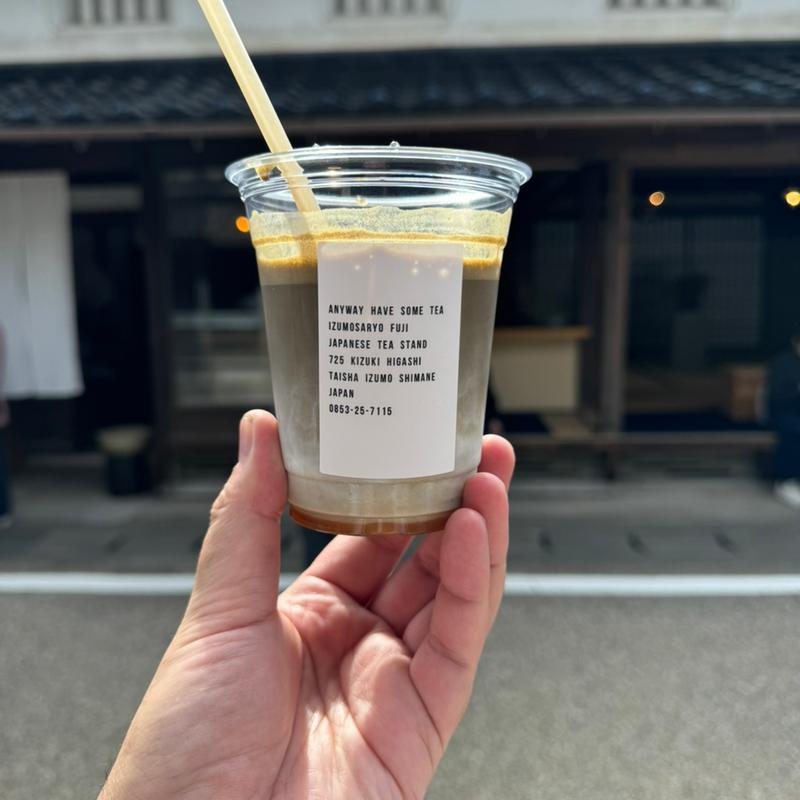 ANYWAY HAVE SOME TEA
IZUMOSARYO FUJI
JAPANESE TEA STAND
725 KIZUKI HIGASHI
TAISHA IZUMO SHIMANE
JAPAN
0853-25-7115